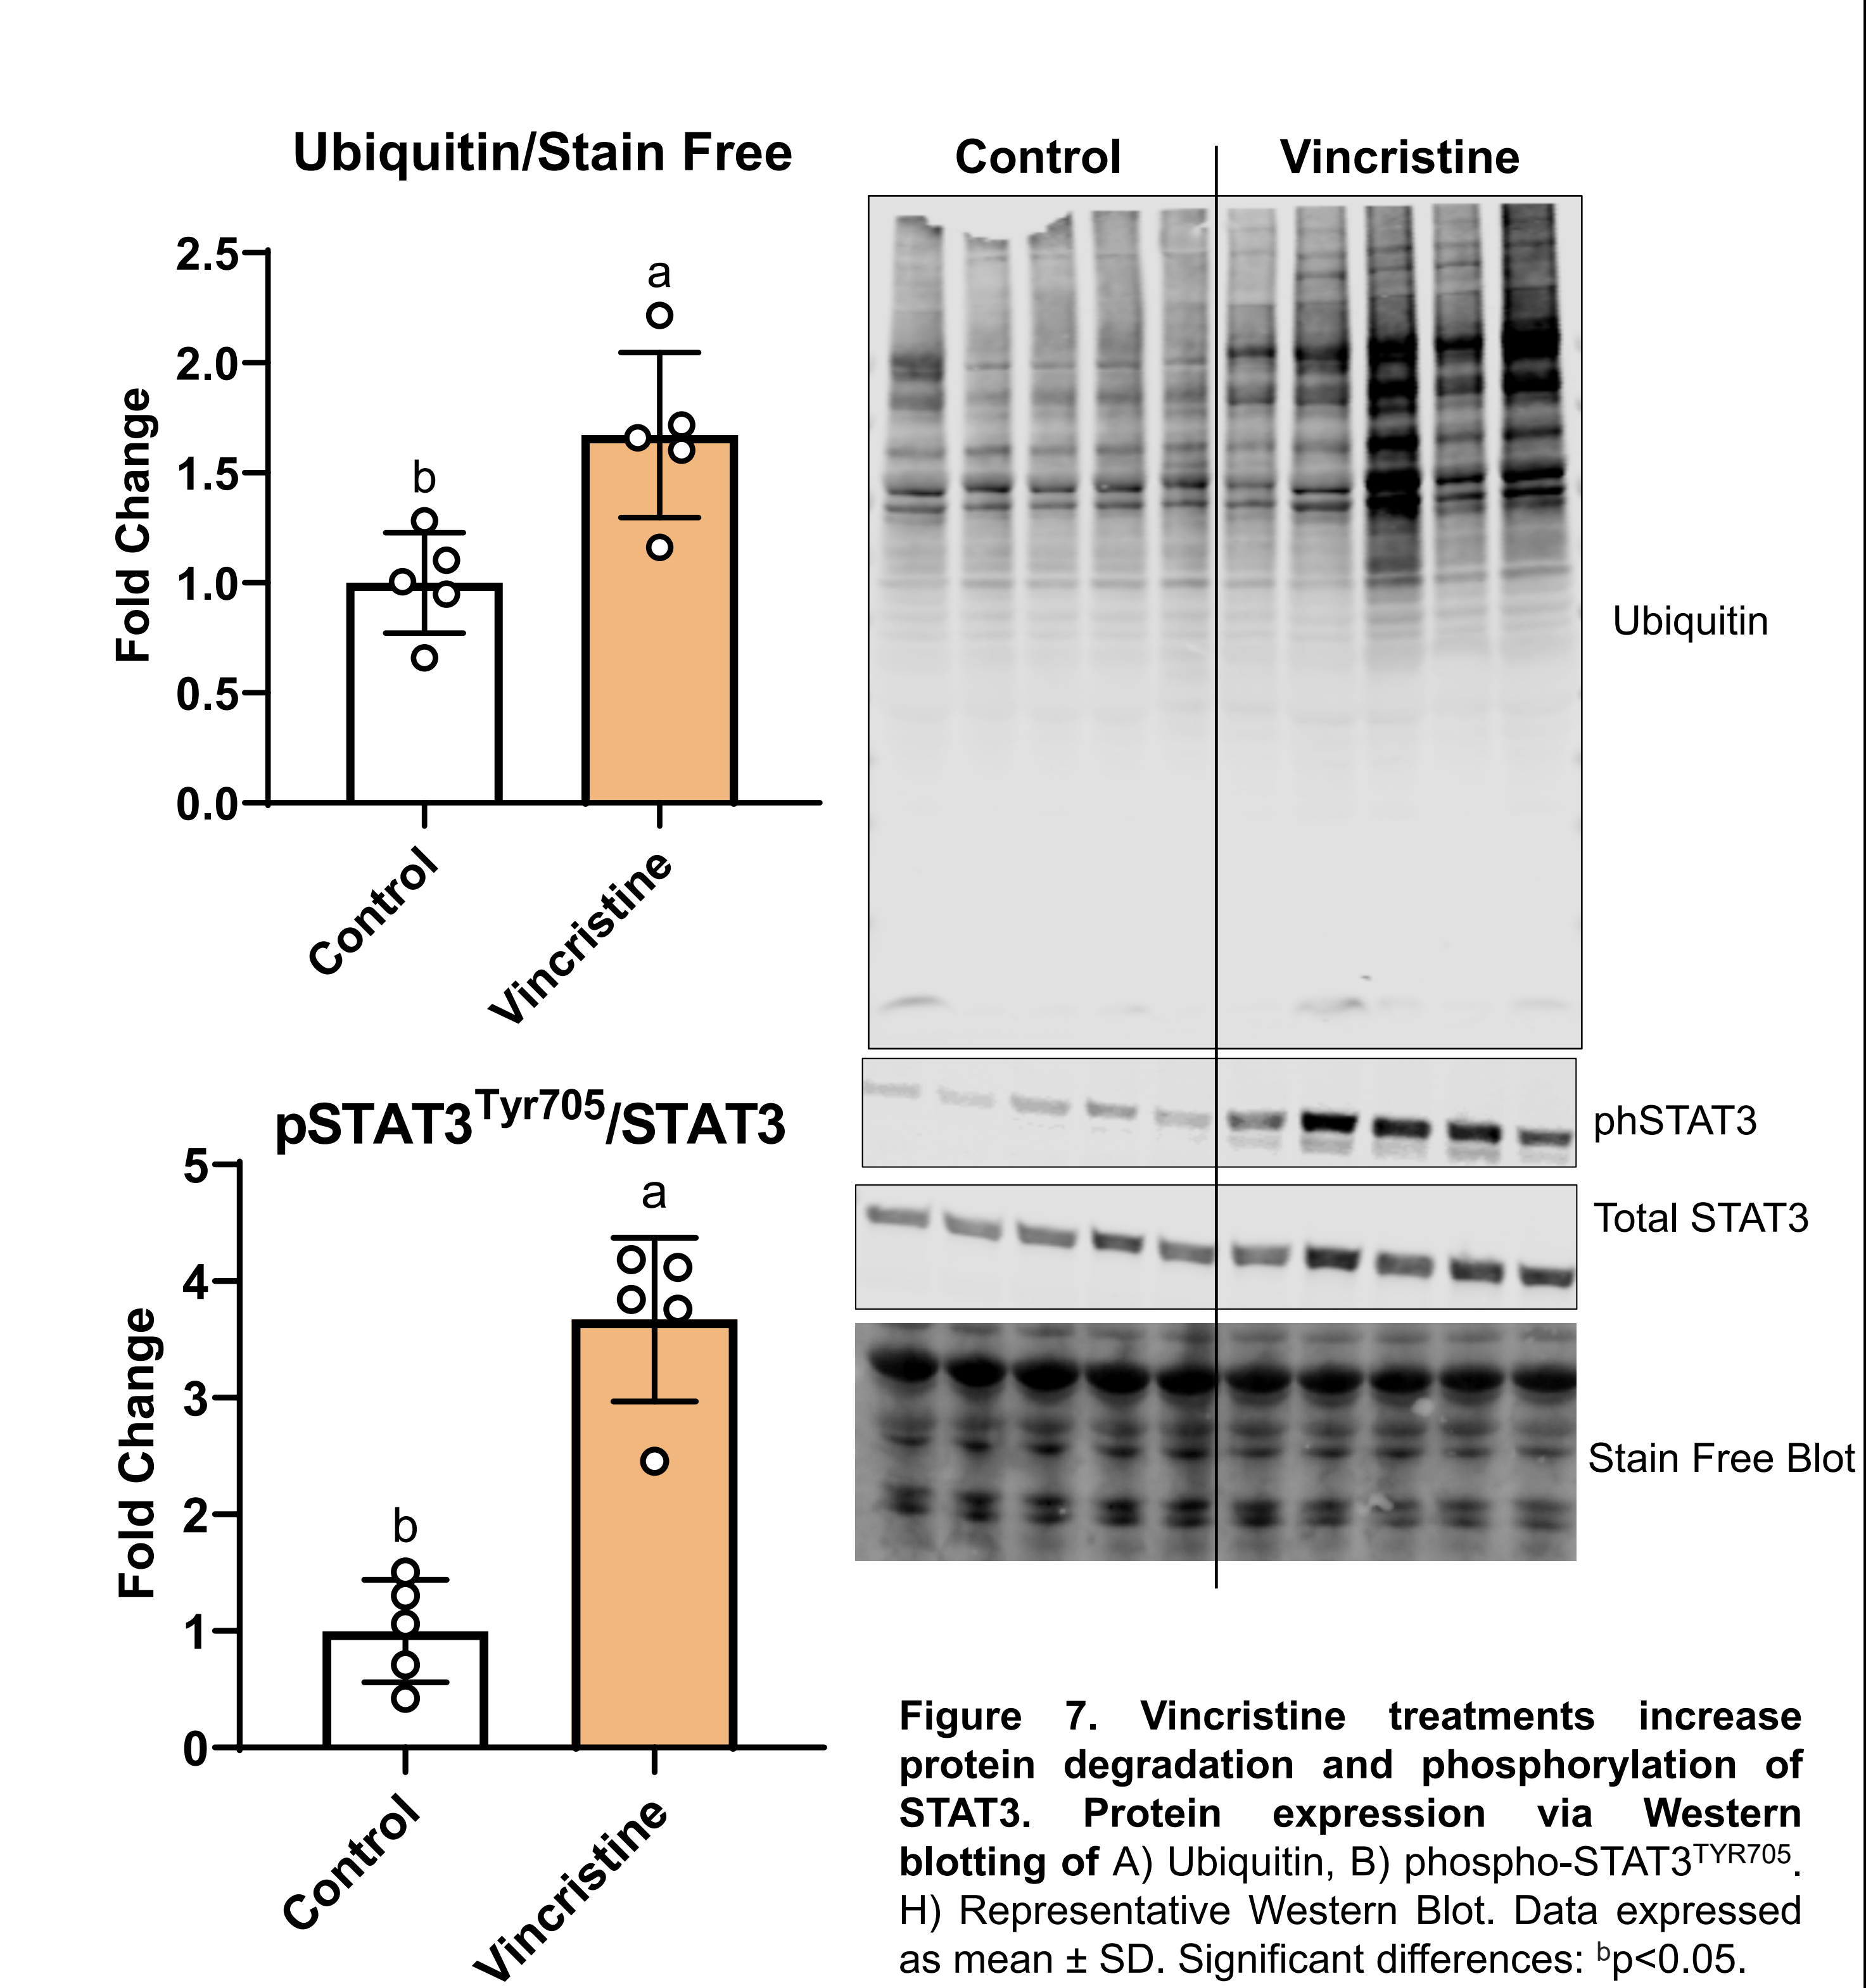 Ubiquitin/Stain Free
Fold Change
2.5
2.0
1.5
1.0
0.5
0.0
b
a
Control
Vincristine
pSTAT3Tyr705/STAT3
Fold Change
5
4
3
2
1
0
b
a
Control
Vincristine
Control
Vincristine
Ubiquitin
phSTAT3
Total STAT3
Stain Free Blot
Figure 7. Vincristine treatments increase
protein degradation and phosphorylation of
STAT3. Protein expression via Western
blotting of A) Ubiquitin, B) phospho-STAT3TYR705.
H) Representative Western Blot. Data expressed
as mean ± SD. Significant differences: bp<0.05.